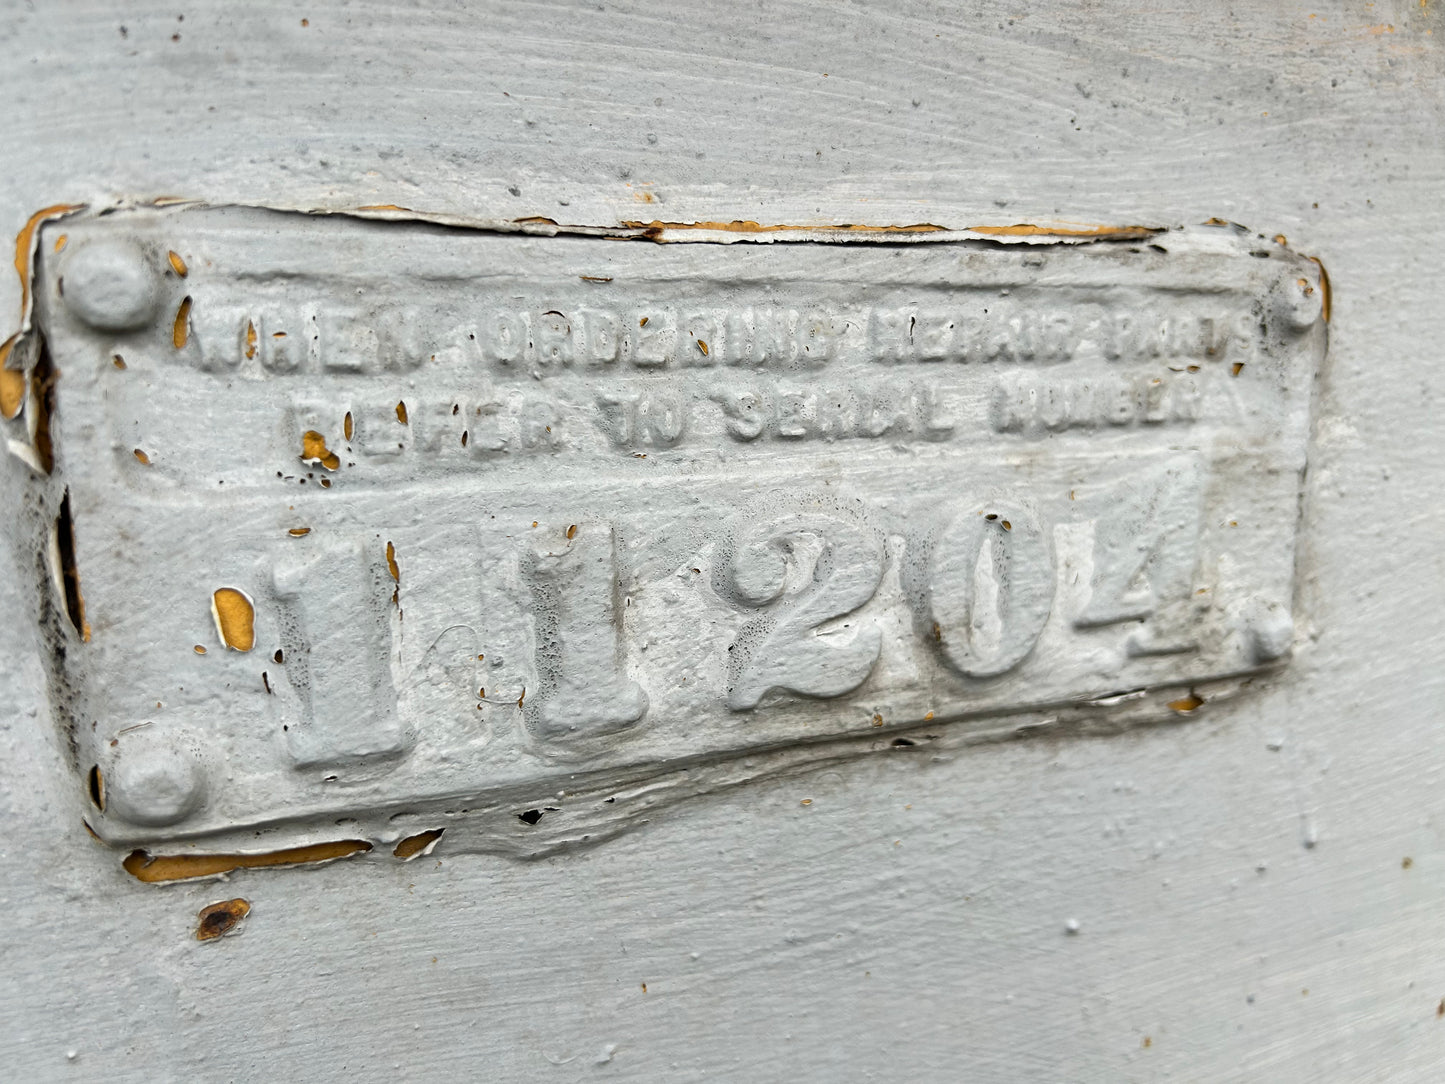 WHEN ORDERING REPAIR PARTS
REFER TO SERIAL NUMBER
11204